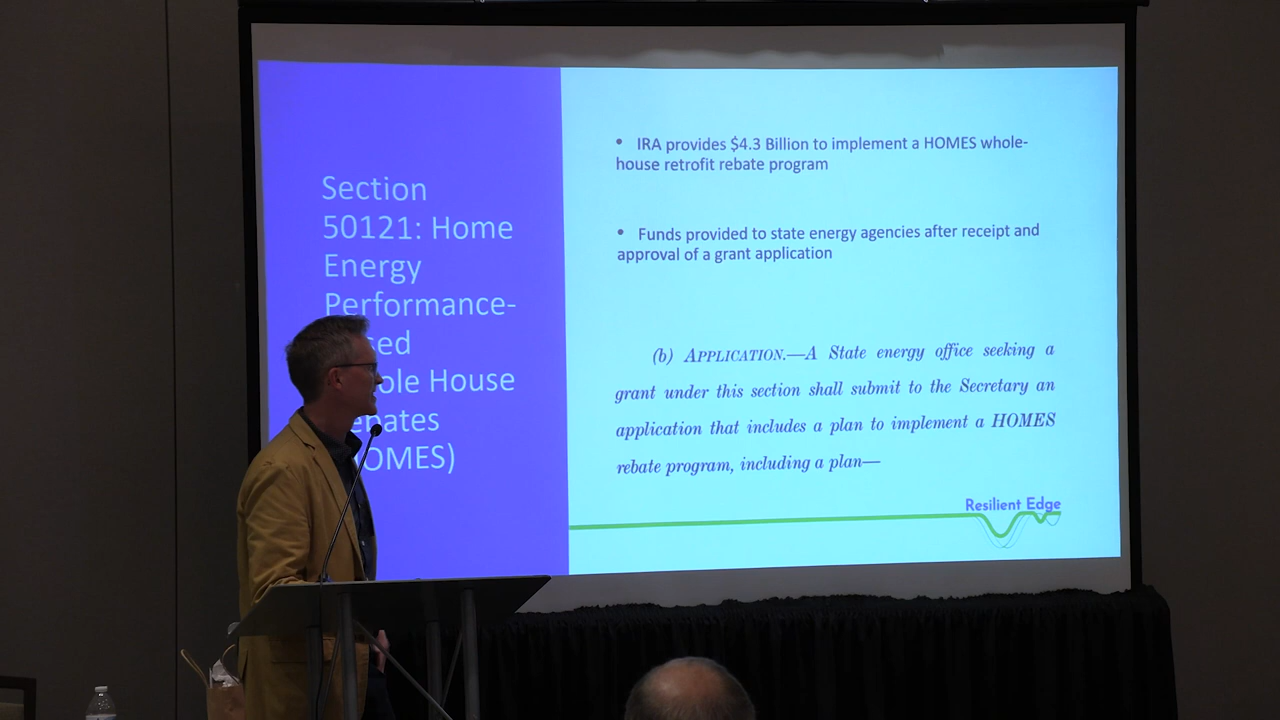 Section
50121: Home
Energy
Performance-
sed
ole House
ebates
OMES)
• IRA provides $4.3 Billion to implement a HOMES whole-
house retrofit rebate program
• Funds provided to state energy agencies after receipt and
approval of a grant application
(b) APPLICATION.—A State energy office seeking a
grant under this section shall submit to the Secretary an
application that includes a plan to implement a HOMES
rebate program, including a plan—
Resilient Edge